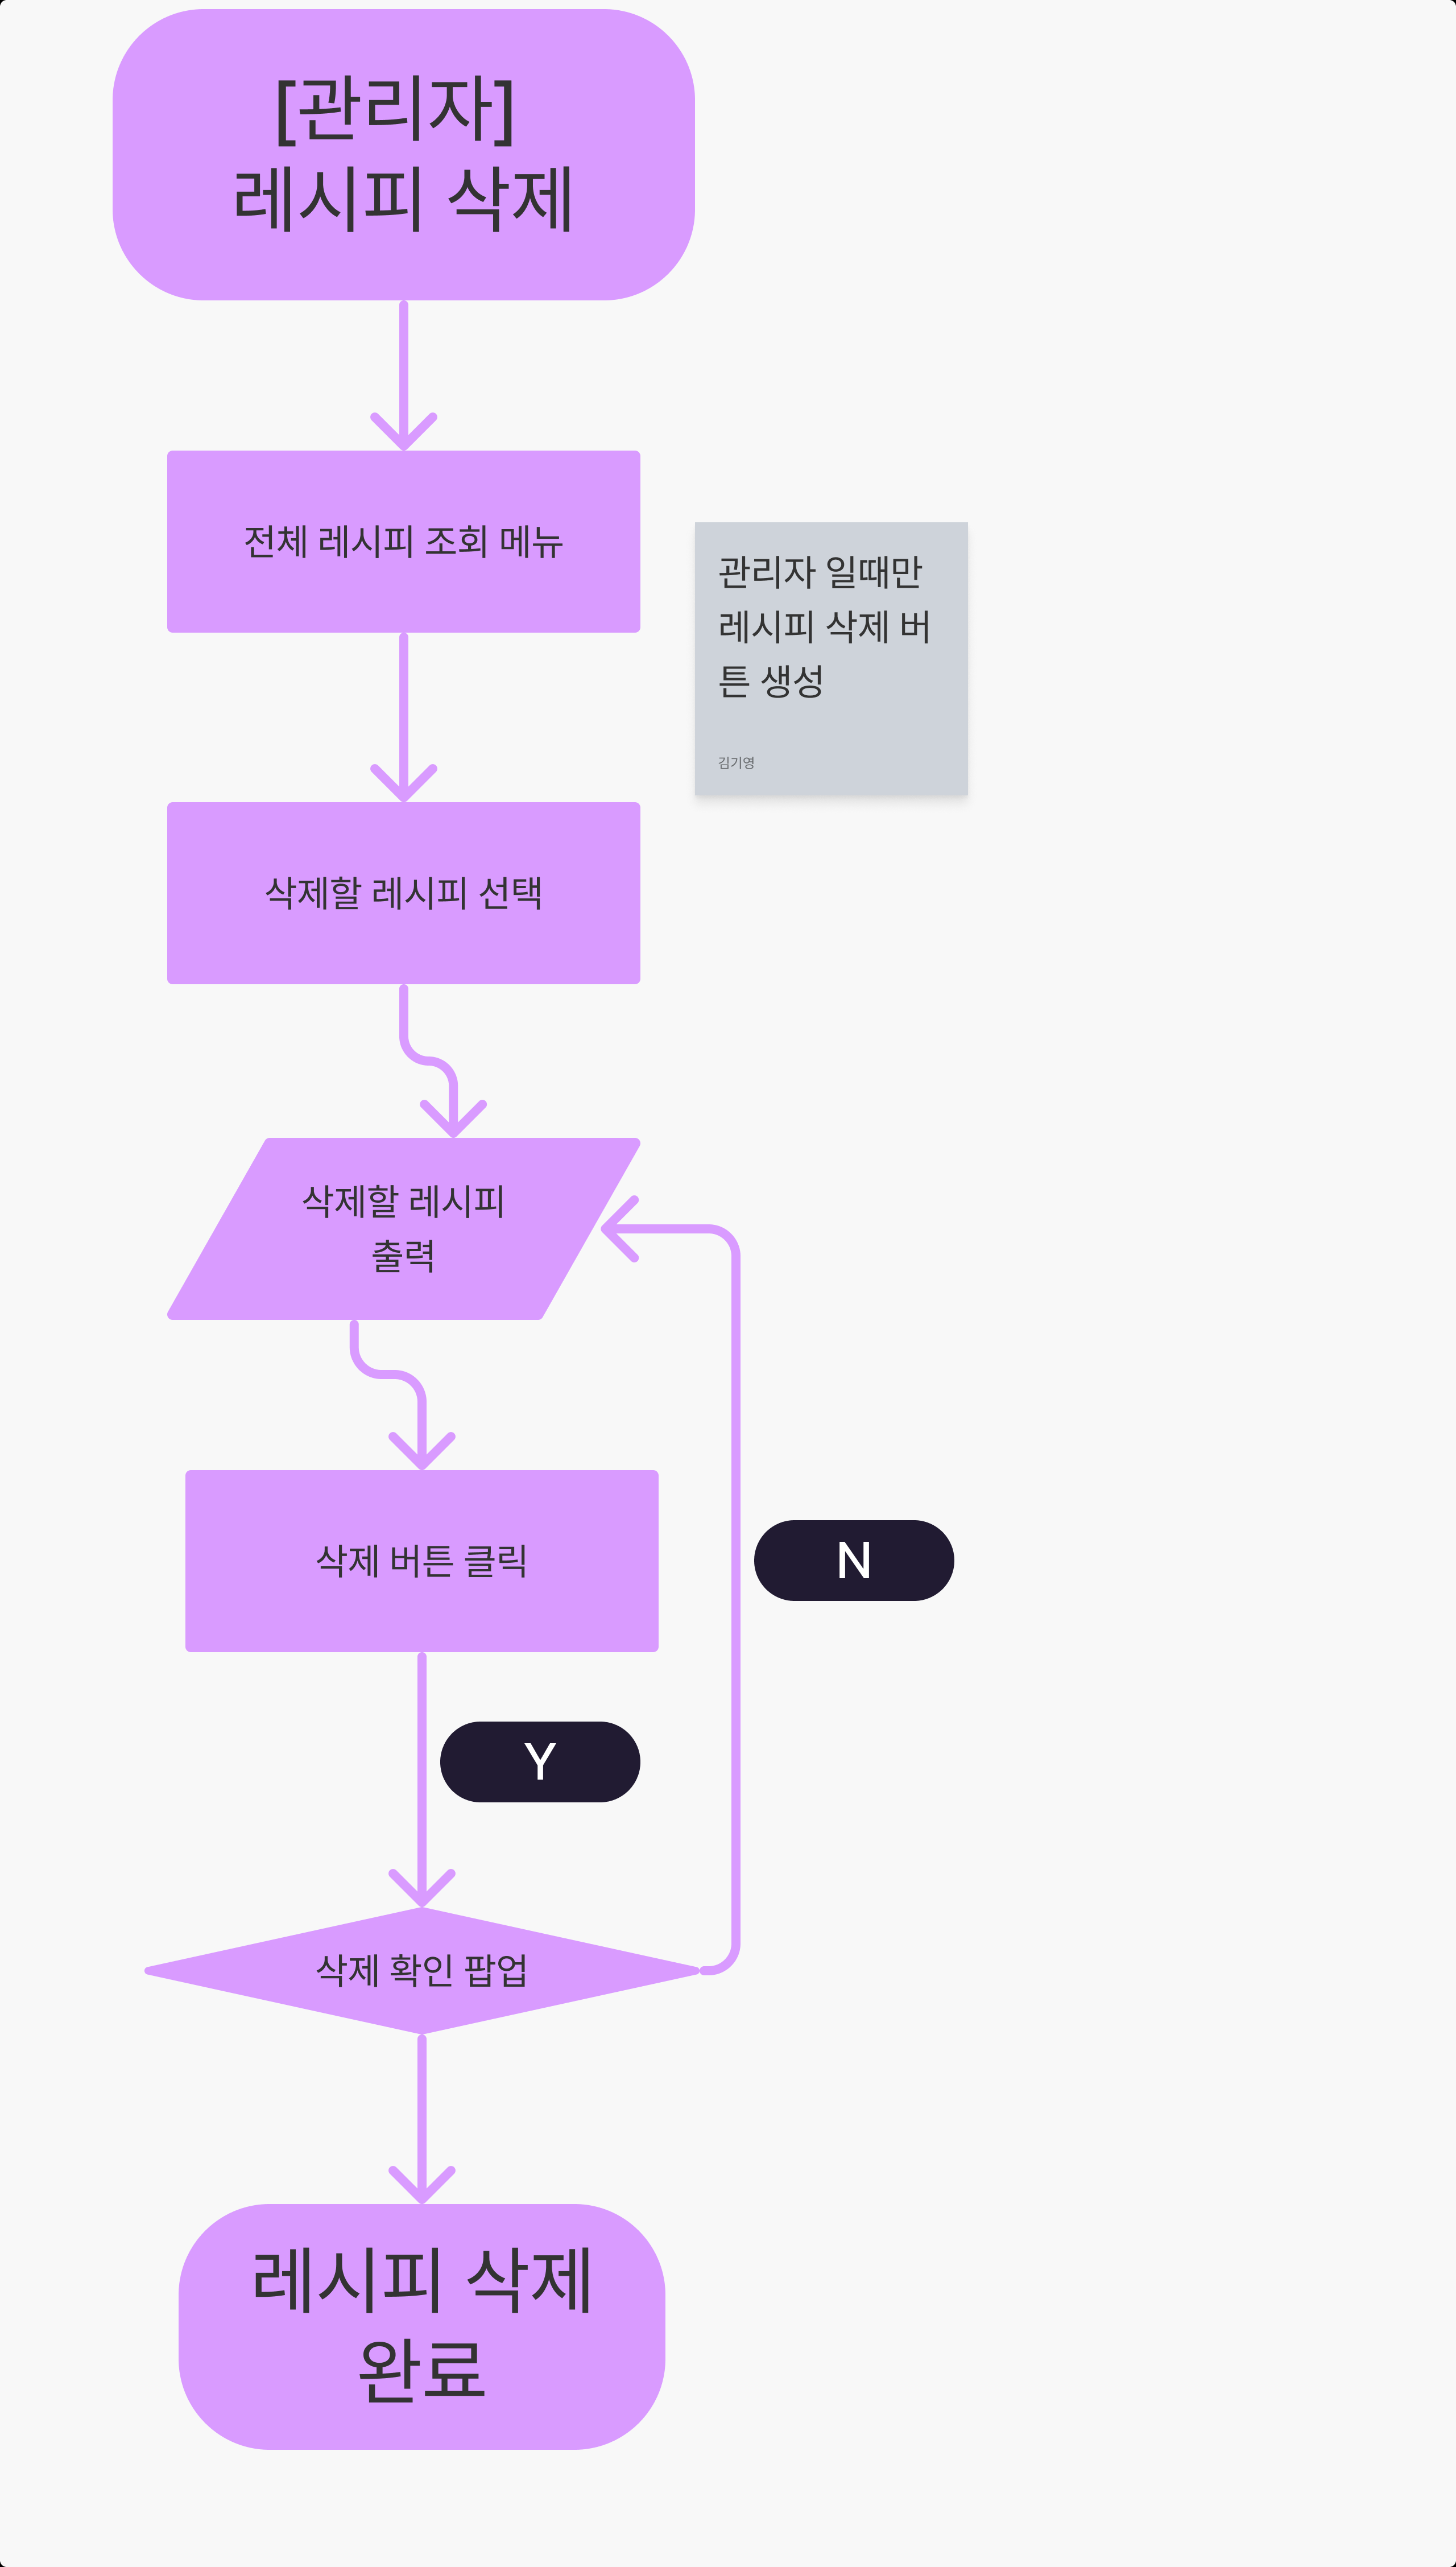 [관리자]
레시피 삭제
전체 레시피 조회 메뉴
관리자 일때만
레시피 삭제 버
튼 생성
김기영
삭제할 레시피 선택
삭제할 레시피
출력
삭제 버튼 클릭
N
Y
삭제 확인 팝업
레시피 삭제
완료